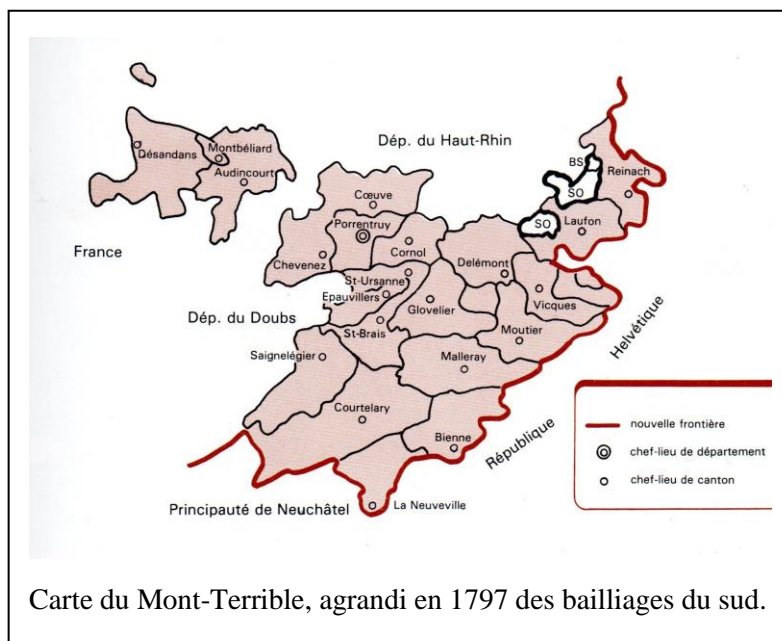 Dép. du Haut-Rhin
Désandans
Montbéliard
Audincourt
BS
Reinach
SO
Cœuve
SO
Laufon
France
Porrentruy
Cornol
Chevenez
Delémont
St-Ursanne
Epauvillers
Glovelier
Vicques
Dép. du Doubs
St-Brais
Moutier
Saignelégier
Malleray
Helvétique
Courtelary
République
Bienne
nouvelle frontière
chef-lieu de département
chef-lieu de canton
Principauté de Neuchâtel
La Neuveville
Carte du Mont-Terrible, agrandi en 1797 des bailliages du sud.